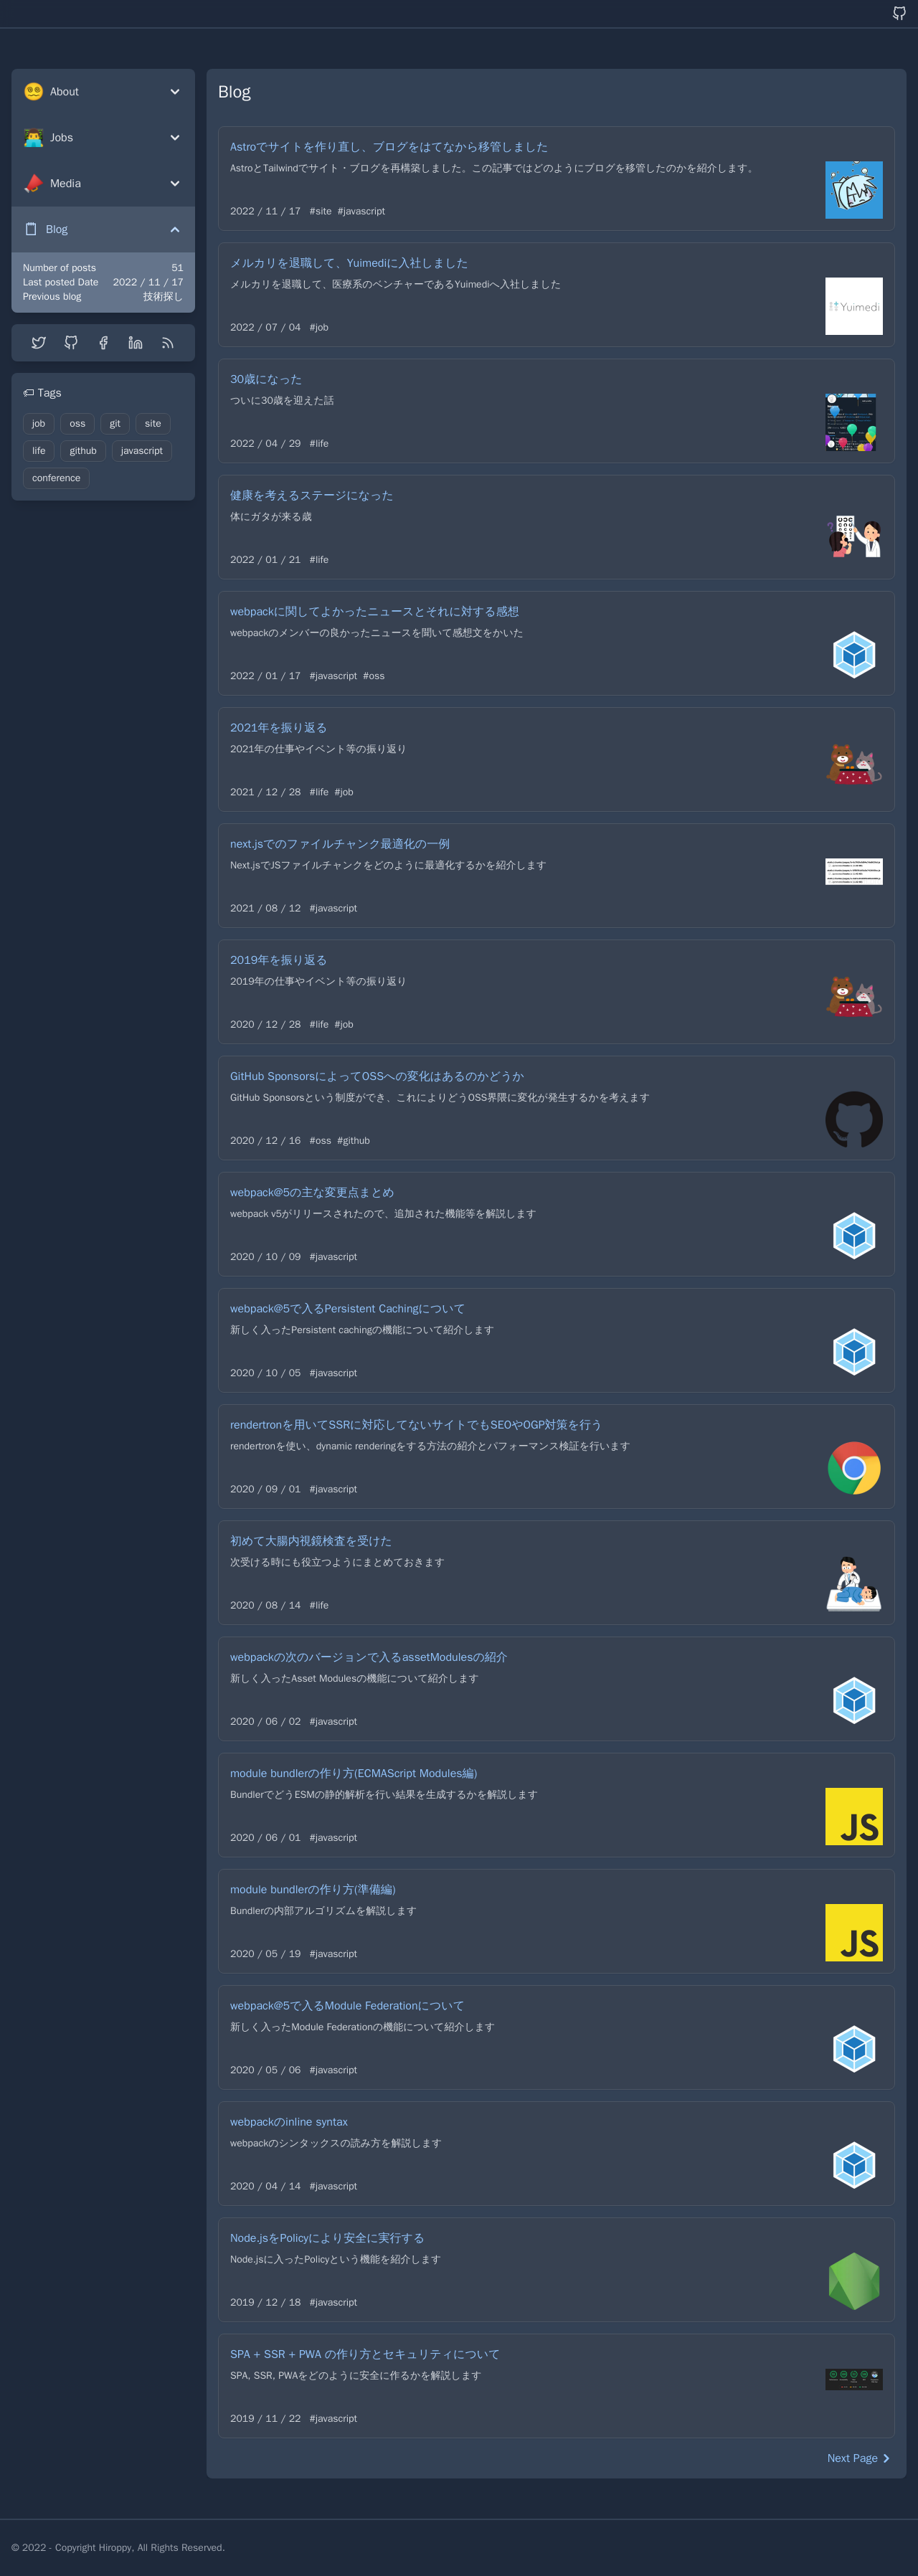 About
Jobs
Media
Blog
Number of posts 51
Last posted Date 2022 / 11 / 17
Previous blog 技術探し
Tags
job oss git site
life github javascript
conference
Blog
Astroでサイトを作り直し、ブログをはてなから移管しました
AstroとTailwindでサイト・ブログを再構築しました。この記事ではどのようにブログを移管したのかを紹介します。
2022 / 11 / 17 #site #javascript
メルカリを退職して、Yuimediに入社しました
メルカリを退職して、医療系のベンチャーであるYuimediへ入社しました
Yuimedi
2022 / 07 / 04 #job
30歳になった
ついに30歳を迎えた話
2022 / 04 / 29 #life
健康を考えるステージになった
体にガタが来る歳
2022 / 01 / 21 #life
webpackに関してよかったニュースとそれに対する感想
webpackのメンバーの良かったニュースを聞いて感想文をかいた
2022 / 01 / 17 #javascript #oss
2021年を振り返る
2021年の仕事やイベント等の振り返り
2021 / 12 / 28 #life #job
next.jsでのファイルチャンク最適化の一例
Next.jsでJSファイルチャンクをどのように最適化するかを紹介します
2021 / 08 / 12 #javascript
2019年を振り返る
2019年の仕事やイベント等の振り返り
2020 / 12 / 28 #life #job
GitHub SponsorsによってOSSへの変化はあるのかどうか
GitHub Sponsorsという制度ができ、これによりどうOSS界隈に変化が発生するかを考えます
2020 / 12 / 16 #oss #github
webpack@5の主な変更点まとめ
webpack v5がリリースされたので、追加された機能等を解説します
2020 / 10 / 09 #javascript
webpack@5で入るPersistent Cachingについて
新しく入ったPersistent cachingの機能について紹介します
2020 / 10 / 05 #javascript
rendertronを用いてSSRに対応してないサイトでもSEOやOGP対策を行う
rendertronを使い、dynamic renderingをする方法の紹介とパフォーマンス検証を行います
2020 / 09 / 01 #javascript
初めて大腸内視鏡検査を受けた
次受ける時にも役立つようにまとめておきます
2020 / 08 / 14 #life
webpackの次のバージョンで入るassetModulesの紹介
新しく入ったAsset Modulesの機能について紹介します
2020 / 06 / 02 #javascript
module bundlerの作り方(ECMAScript Modules編)
BundlerでどうESMの静的解析を行い結果を生成するかを解説します
JS
2020 / 06 / 01 #javascript
module bundlerの作り方(準備編)
Bundlerの内部アルゴリズムを解説します
JS
2020 / 05 / 19 #javascript
webpack@5で入るModule Federationについて
新しく入ったModule Federationの機能について紹介します
2020 / 05 / 06 #javascript
webpackのinline syntax
webpackのシンタックスの読み方を解説します
2020 / 04 / 14 #javascript
Node.jsをPolicyにより安全に実行する
Node.jsに入ったPolicyという機能を紹介します
2019 / 12 / 18 #javascript
SPA + SSR + PWA の作り方とセキュリティについて
SPA, SSR, PWAをどのように安全に作るかを解説します
2019 / 11 / 22 #javascript
Next Page
© 2022 - Copyright Hiroppy, All Rights Reserved.